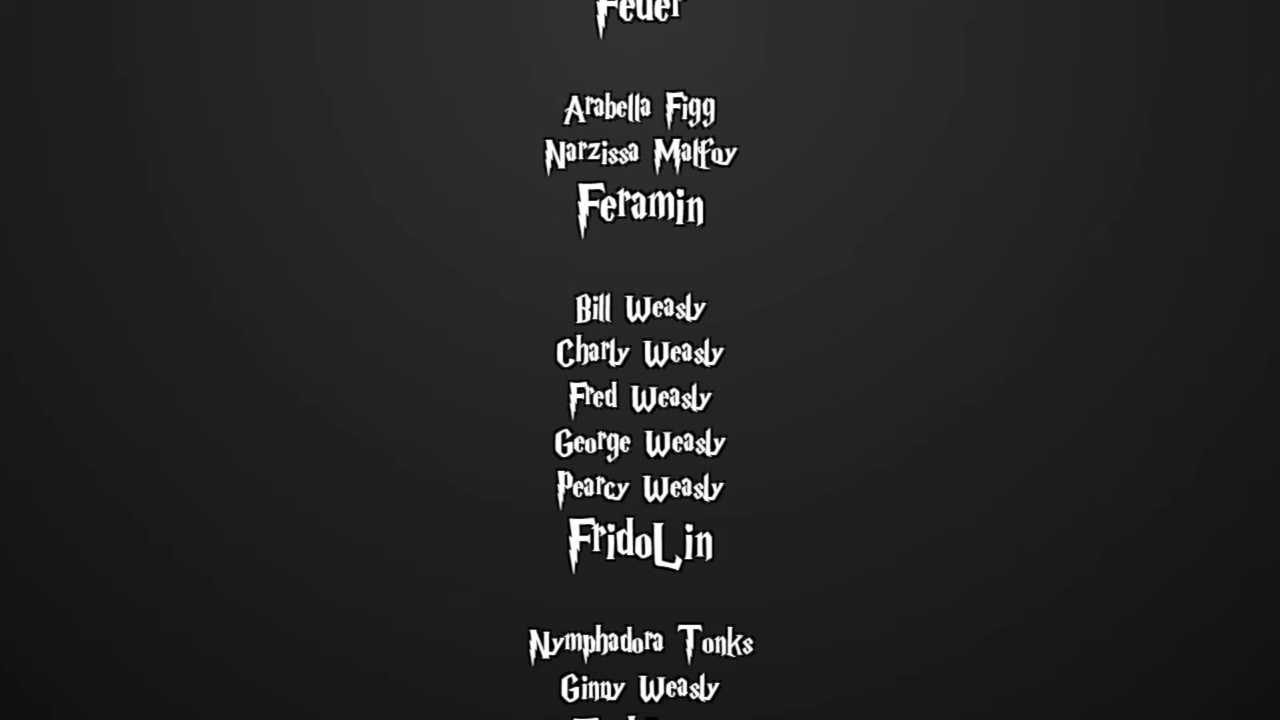 Feuer
Arabella Figg
Narzissa Malfoy
Feramin
Bill Weasly
Charly Weasly
Fred Weasly
George Weasly
Pearcy Weasly
FridoLin
Nymphadora Tonks
Ginny Weasly